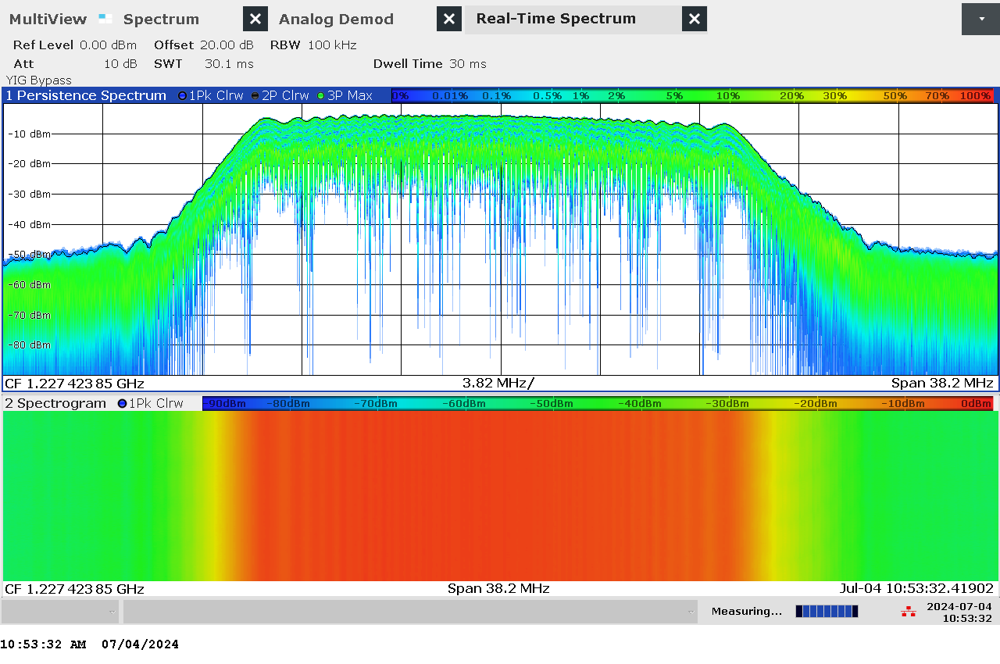 MultiView Spectrum Analog Demod Real-Time Spectrum
Ref Level 0.00 dBm Offset 20.00 dB RBW 100 kHz
Att 10 dB SWT 30.1 ms Dwell Time 30 ms
YIG Bypass
1 Persistence Spectrum 1Pk Clrw 2P Clrw 3P Max 0% 0.01% 0.1% 0.5% 1% 2% 5% 10% 20% 30% 50% 70% 100%
-10 dBm
-20 dBm
-30 dBm
-40 dBm
-50 dBm
-60 dBm
-70 dBm
-80 dBm
CF 1.227 423 85 GHz 3.82 MHz/ Span 38.2 MHz
2 Spectrogram 1Pk Clrw -90dBm -80dBm -70dBm -60dBm -50dBm -40dBm -30dBm -20dBm -10dBm 0dBm
CF 1.227 423 85 GHz Span 38.2 MHz Jul-04 10:53:32.41902
Measuring... 2024-07-04
10:53:32
10:53:32 AM 07/04/2024